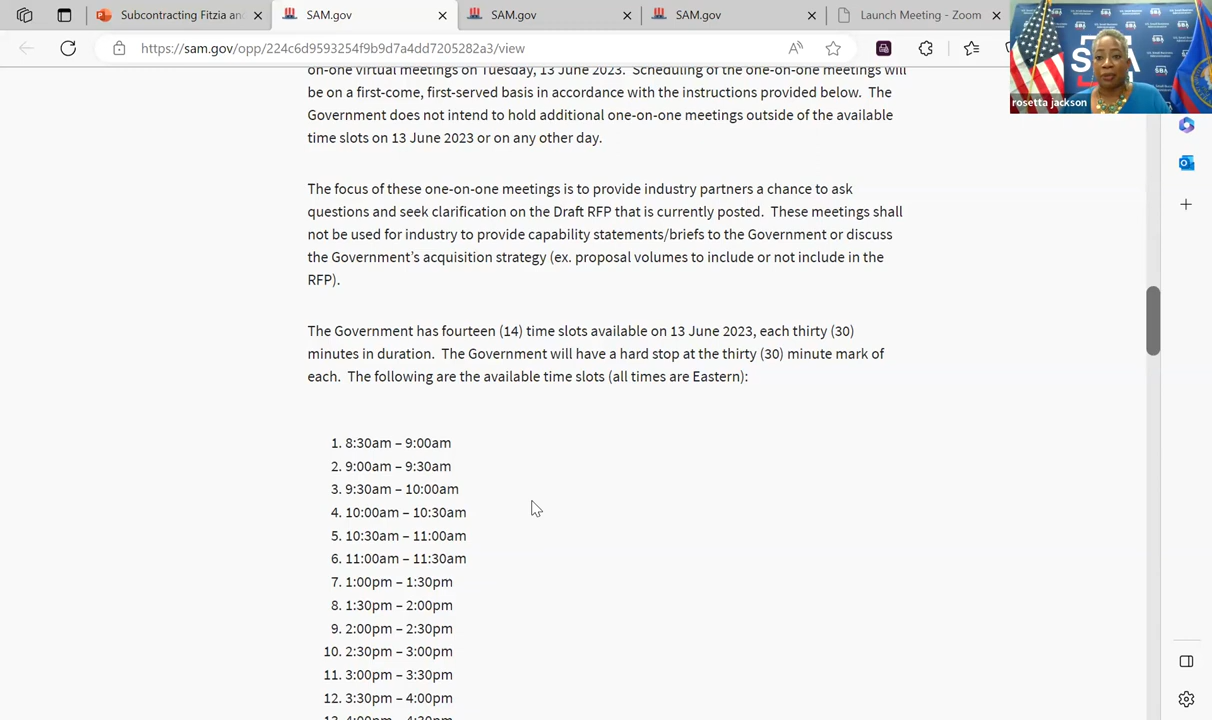 Subcontracting Fitzia an
SAM.gov
SAM.gov
SAM.gov
Launch Meeting - Zoom
https://sam.gov/opp/224c6d9593254f9b9d7a4dd7205282a3/view
on-one virtual meetings on Tuesday, 13 June 2023. Scheduling of the one-on-one meetings will
be on a first-come, first-served basis in accordance with the instructions provided below. The
Government does not intend to hold additional one-on-one meetings outside of the available
time slots on 13 June 2023 or on any other day.
The focus of these one-on-one meetings is to provide industry partners a chance to ask
questions and seek clarification on the Draft RFP that is currently posted. These meetings shall
not be used for industry to provide capability statements/briefs to the Government or discuss
the Government's acquisition strategy (ex. proposal volumes to include or not include in the
RFP).
The Government has fourteen (14) time slots available on 13 June 2023, each thirty (30)
minutes in duration. The Government will have a hard stop at the thirty (30) minute mark of
each. The following are the available time slots (all times are Eastern):
1. 8:30am – 9:00am
2. 9:00am – 9:30am
3. 9:30am – 10:00am
4. 10:00am – 10:30am
5. 10:30am – 11:00am
6. 11:00am – 11:30am
7. 1:00pm – 1:30pm
8. 1:30pm – 2:00pm
9. 2:00pm – 2:30pm
10. 2:30pm – 3:00pm
11. 3:00pm – 3:30pm
12. 3:30pm – 4:00pm
13. 4:00pm – 4:30pm
SBA
rosetta jackson